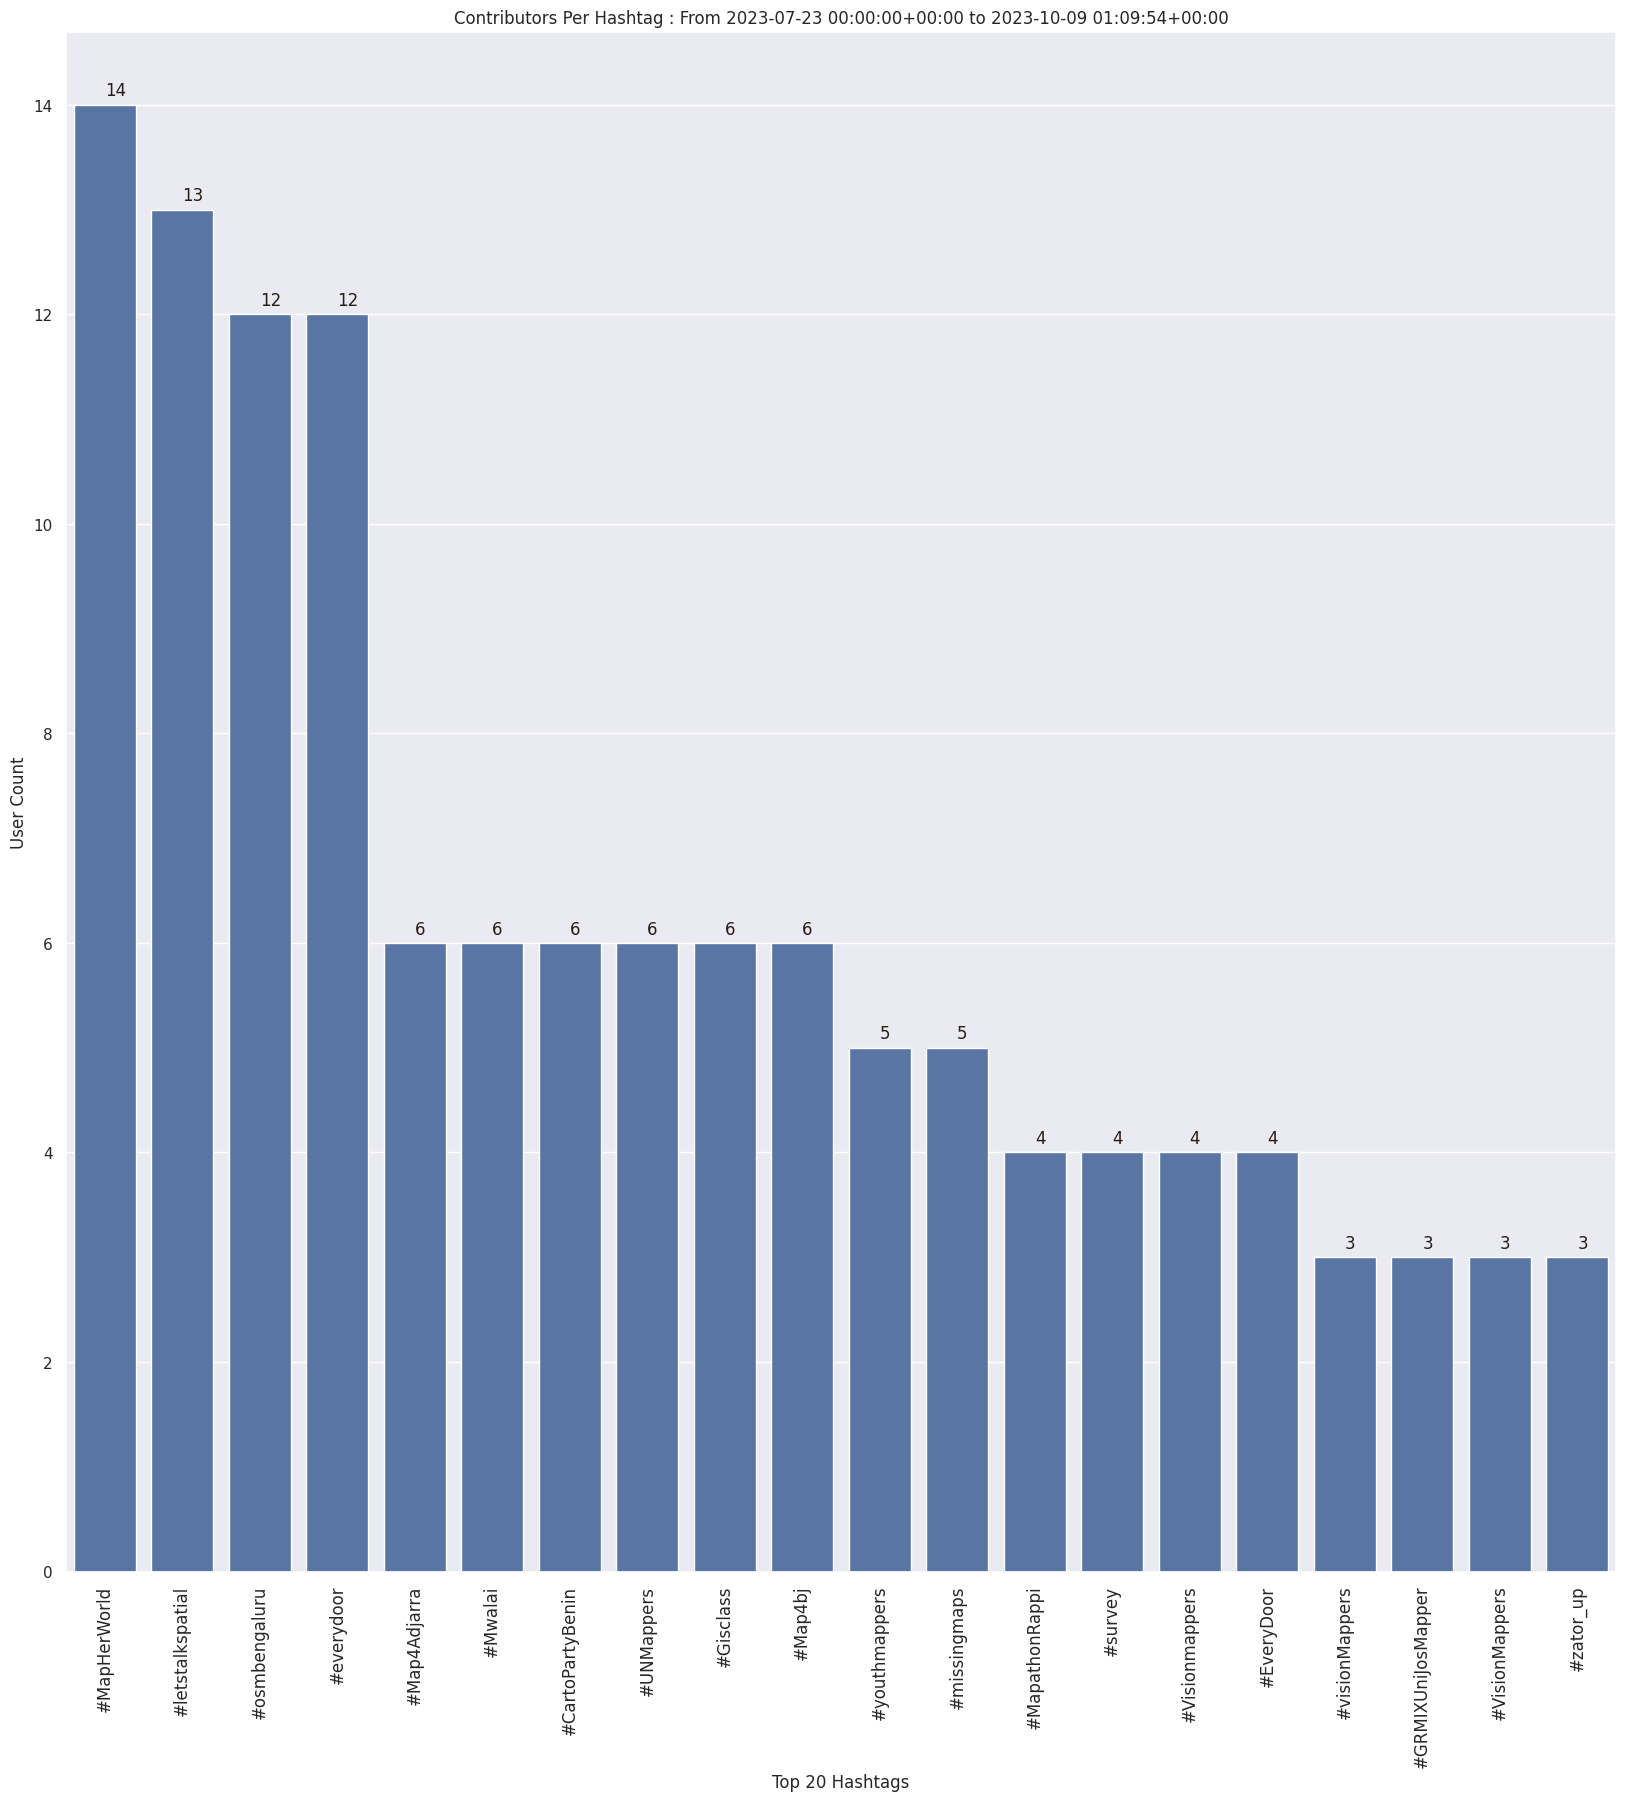 Contributors Per Hashtag : From 2023-07-23 00:00:00+00:00 to 2023-10-09 01:09:54+00:00
User Count
14
12
10
8
6
4
2
0
14
13
12
12
6
6
6
6
6
6
5
5
4
4
4
4
3
3
3
3
#MapHerWorld
#letstalkspatial
#osmbengaluru
#everydoor
#Map4Adjarra
#Mwalai
#CartoPartyBenin
#UNMappers
#Gisclass
#Map4bj
#youthmappers
#missingmaps
#MapathonRappi
#survey
#Visionmappers
#EveryDoor
#visionMappers
#GRMIXUniJosMapper
#VisionMappers
#zator_up
Top 20 Hashtags